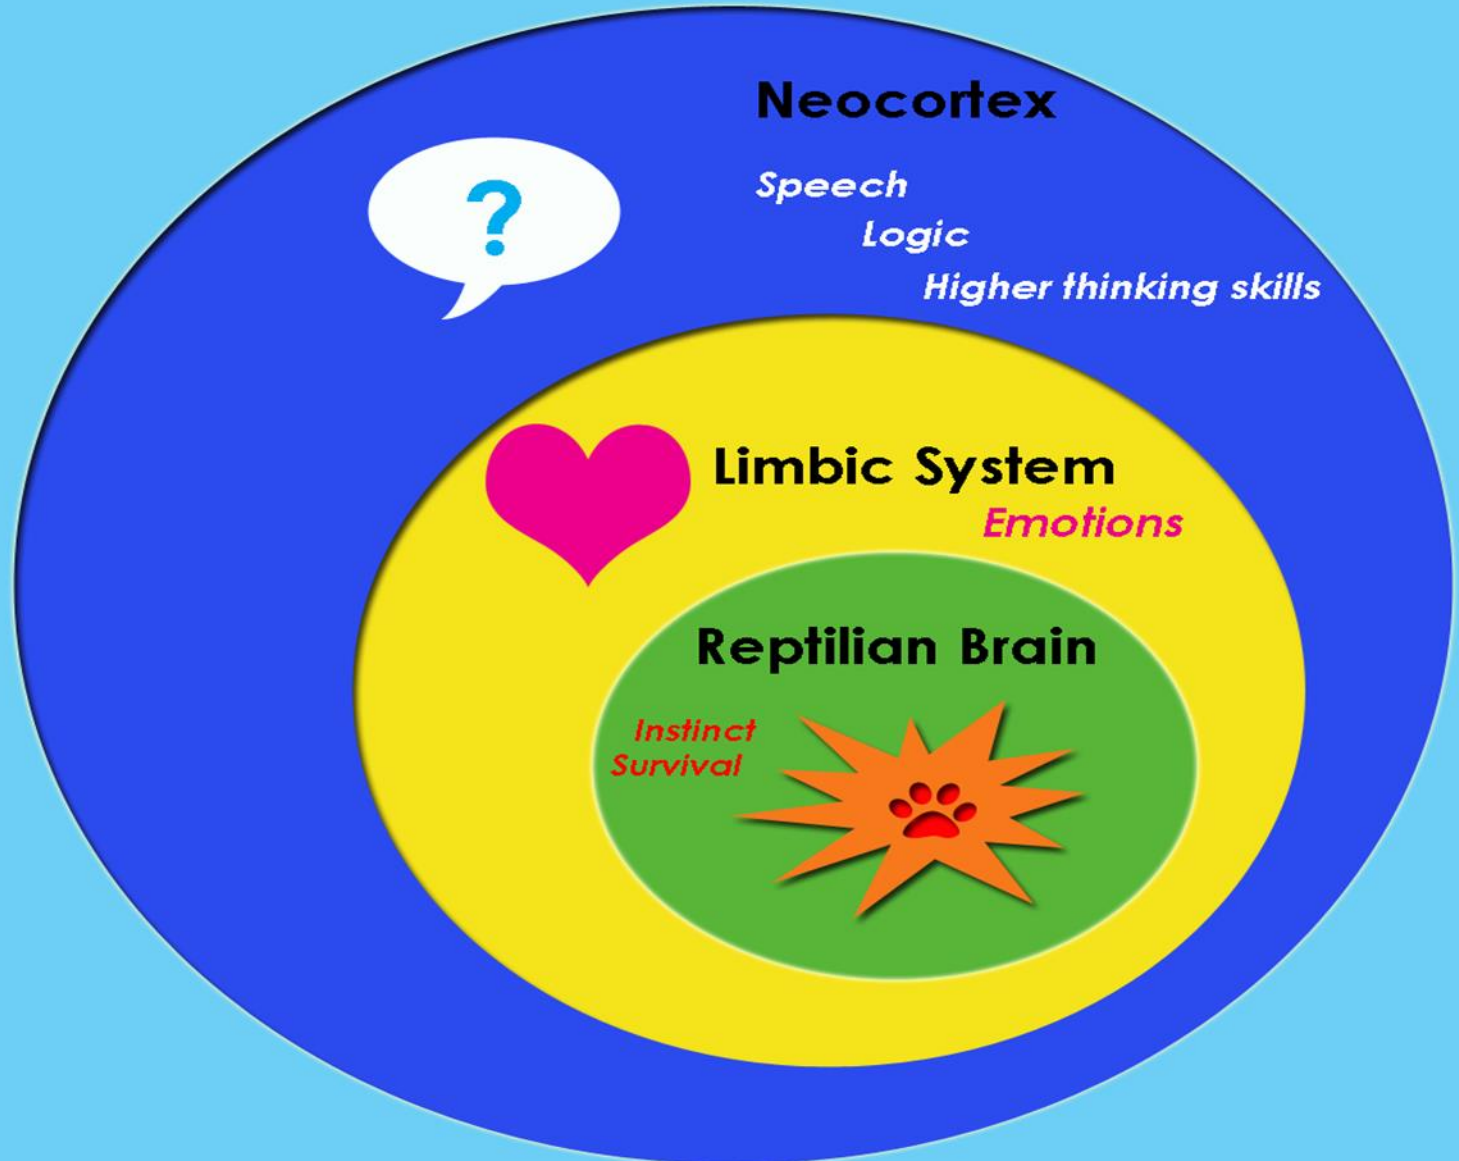 Neocortex
?
Speech
Logic
Higher thinking skills
Limbic System
Emotions
Reptilian Brain
Instinct
Survival